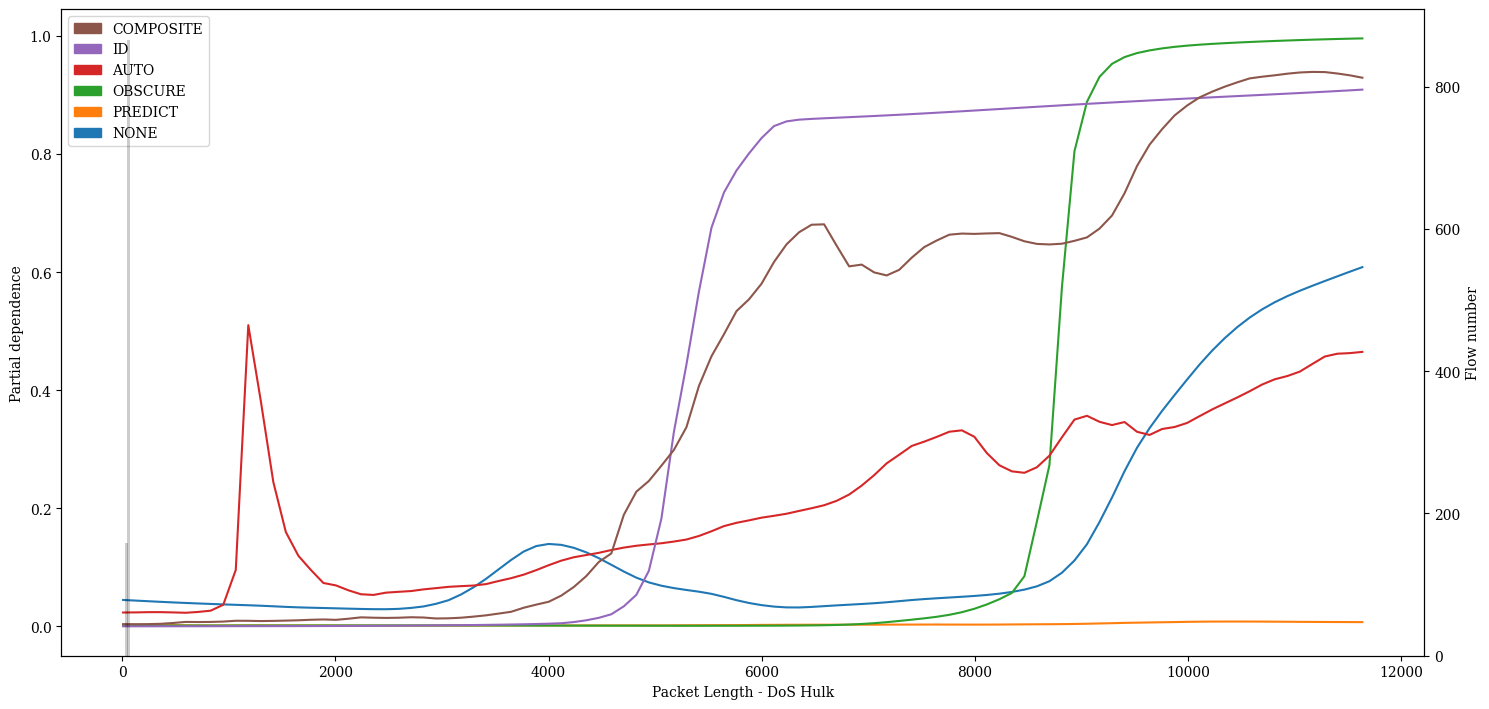 COMPOSITE
ID
AUTO
OBSCURE
PREDICT
NONE
Partial dependence
1.0
0.8
0.6
0.4
0.2
0.0
0
2000
4000
6000
8000
10000
12000
Packet Length - DoS Hulk
800
600
400
200
0
Flow number